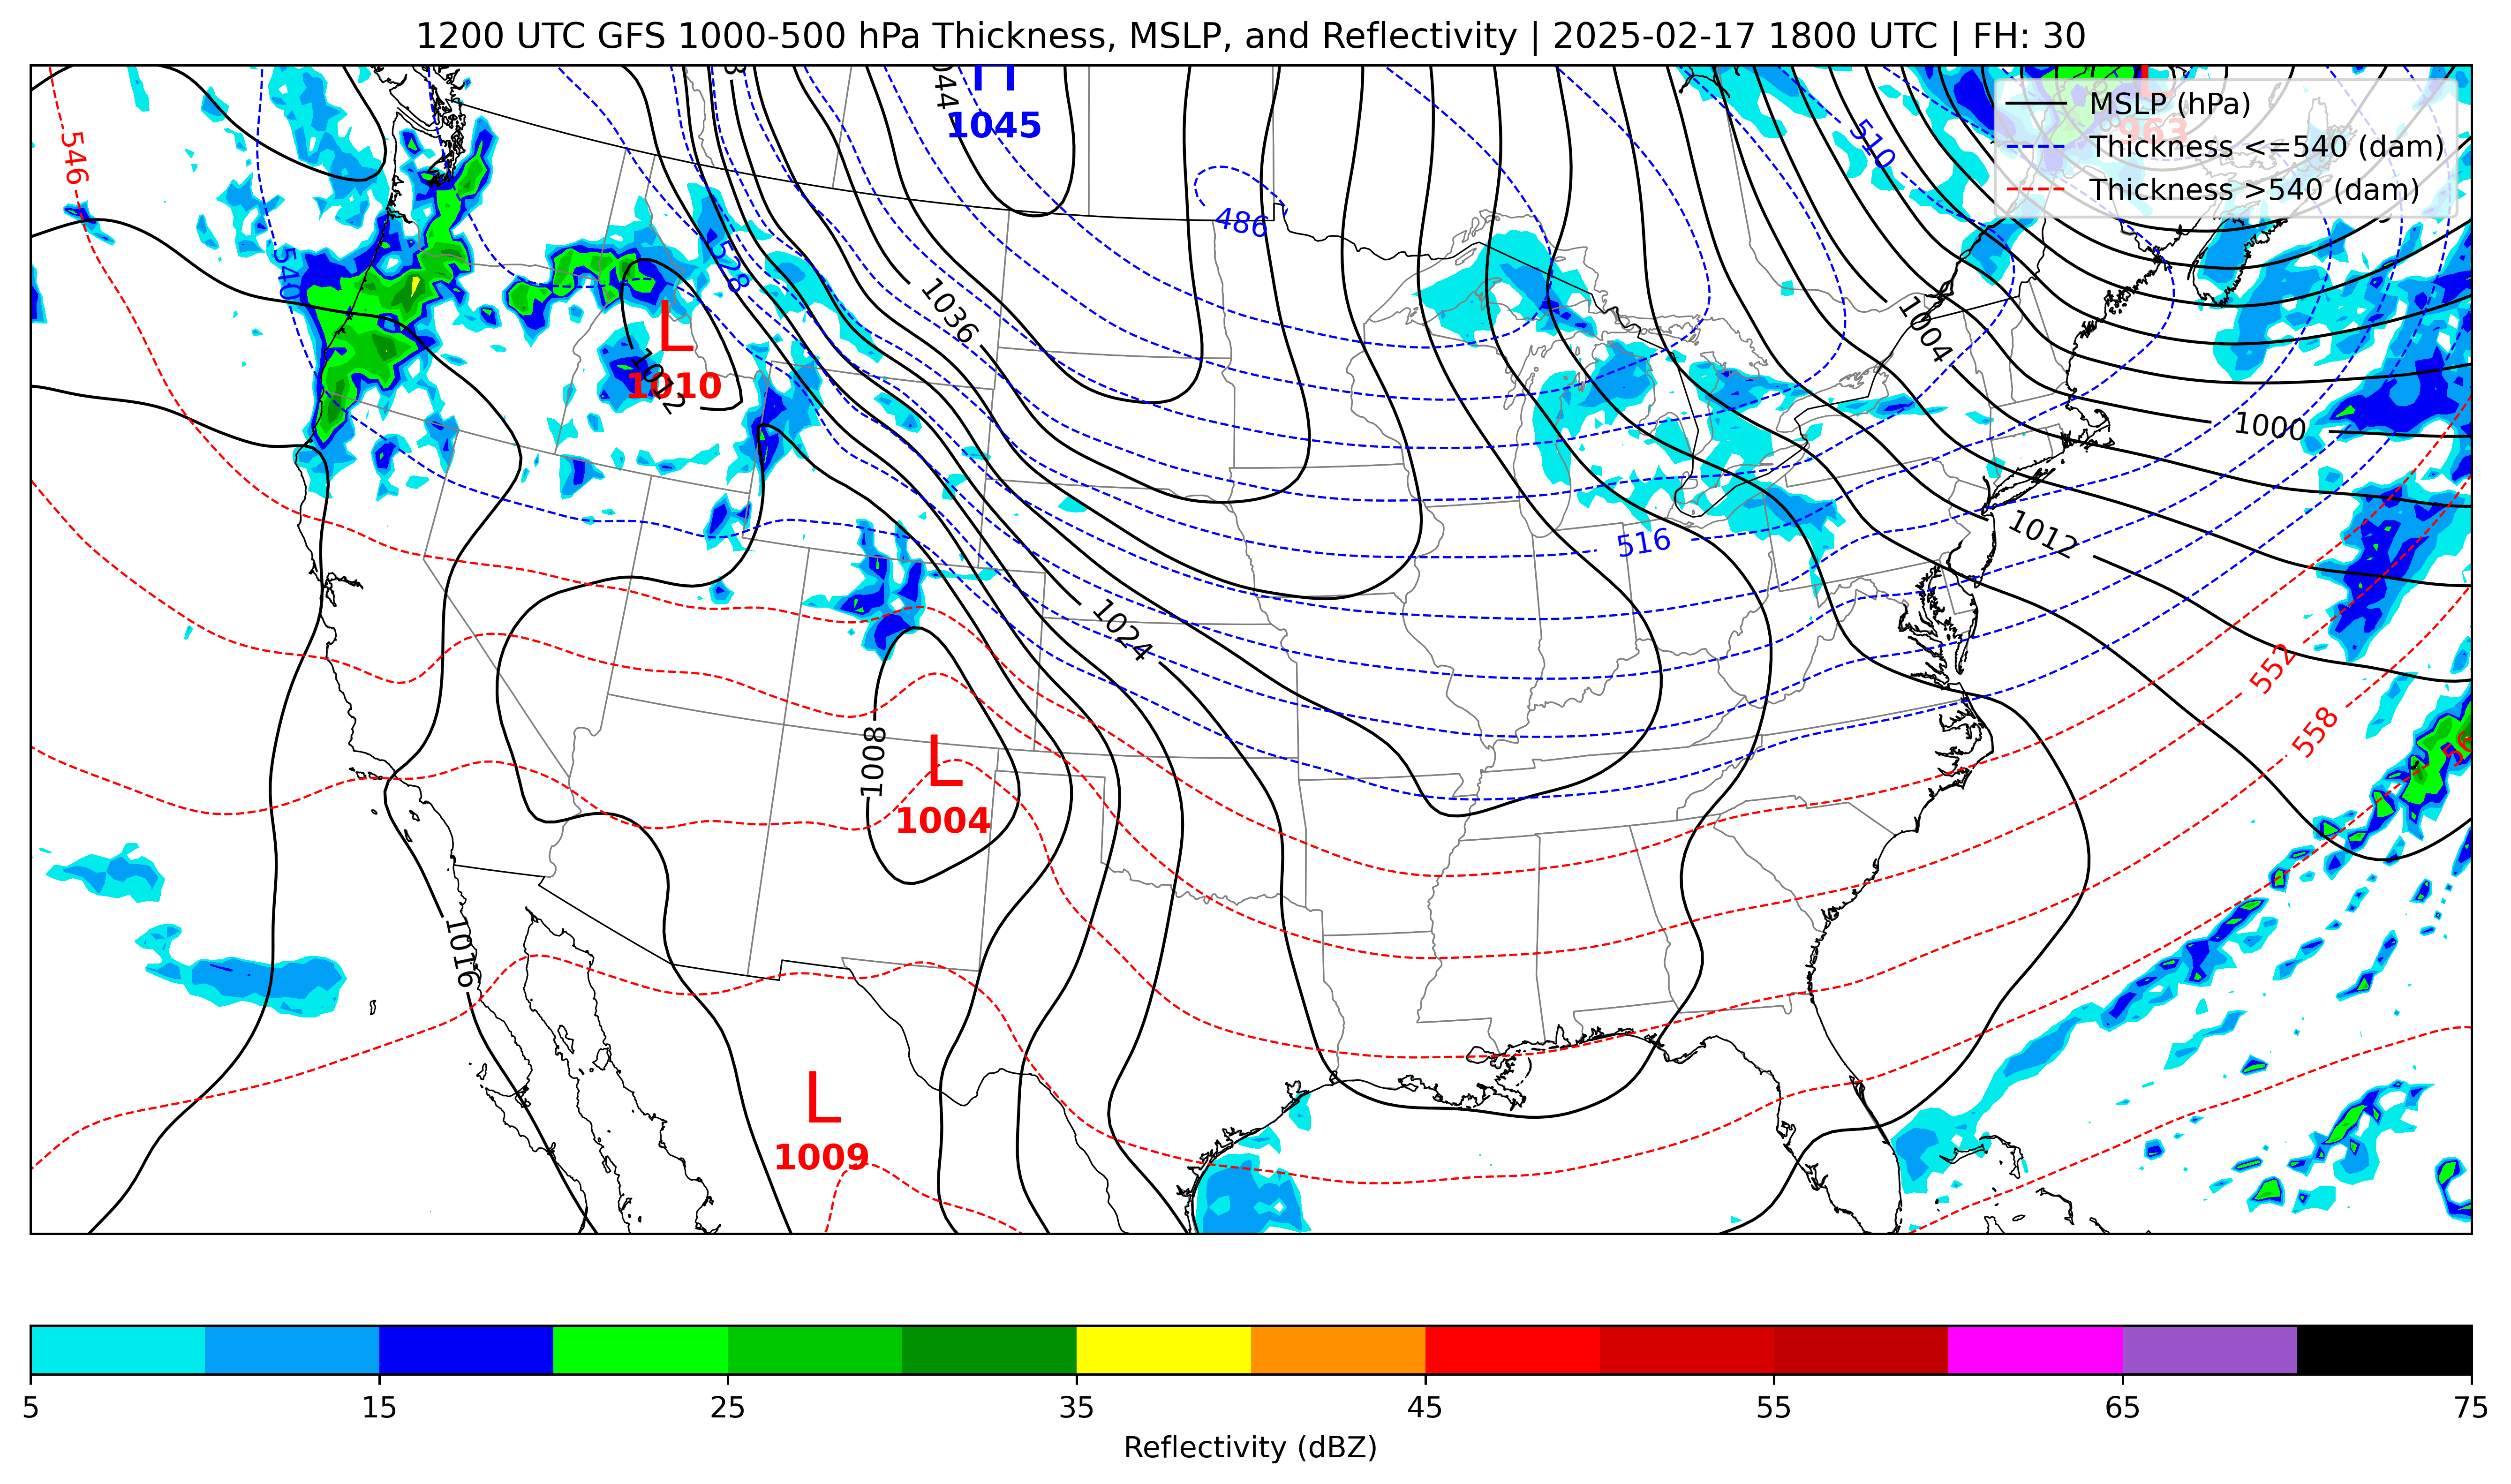 1200 UTC GFS 1000-500 hPa Thickness, MSLP, and Reflectivity | 2025-02-17 1800 UTC | FH: 30
MSLP (hPa)
Thickness <=540 (dam)
Thickness >540 (dam)
H
1045
L
963
546
510
486
540
528
1036
1004
L
1010
1012
1000
516
1012
1024
552
558
1008
L
1004
1016
L
1009
5
15
25
35
45
55
65
75
Reflectivity (dBZ)